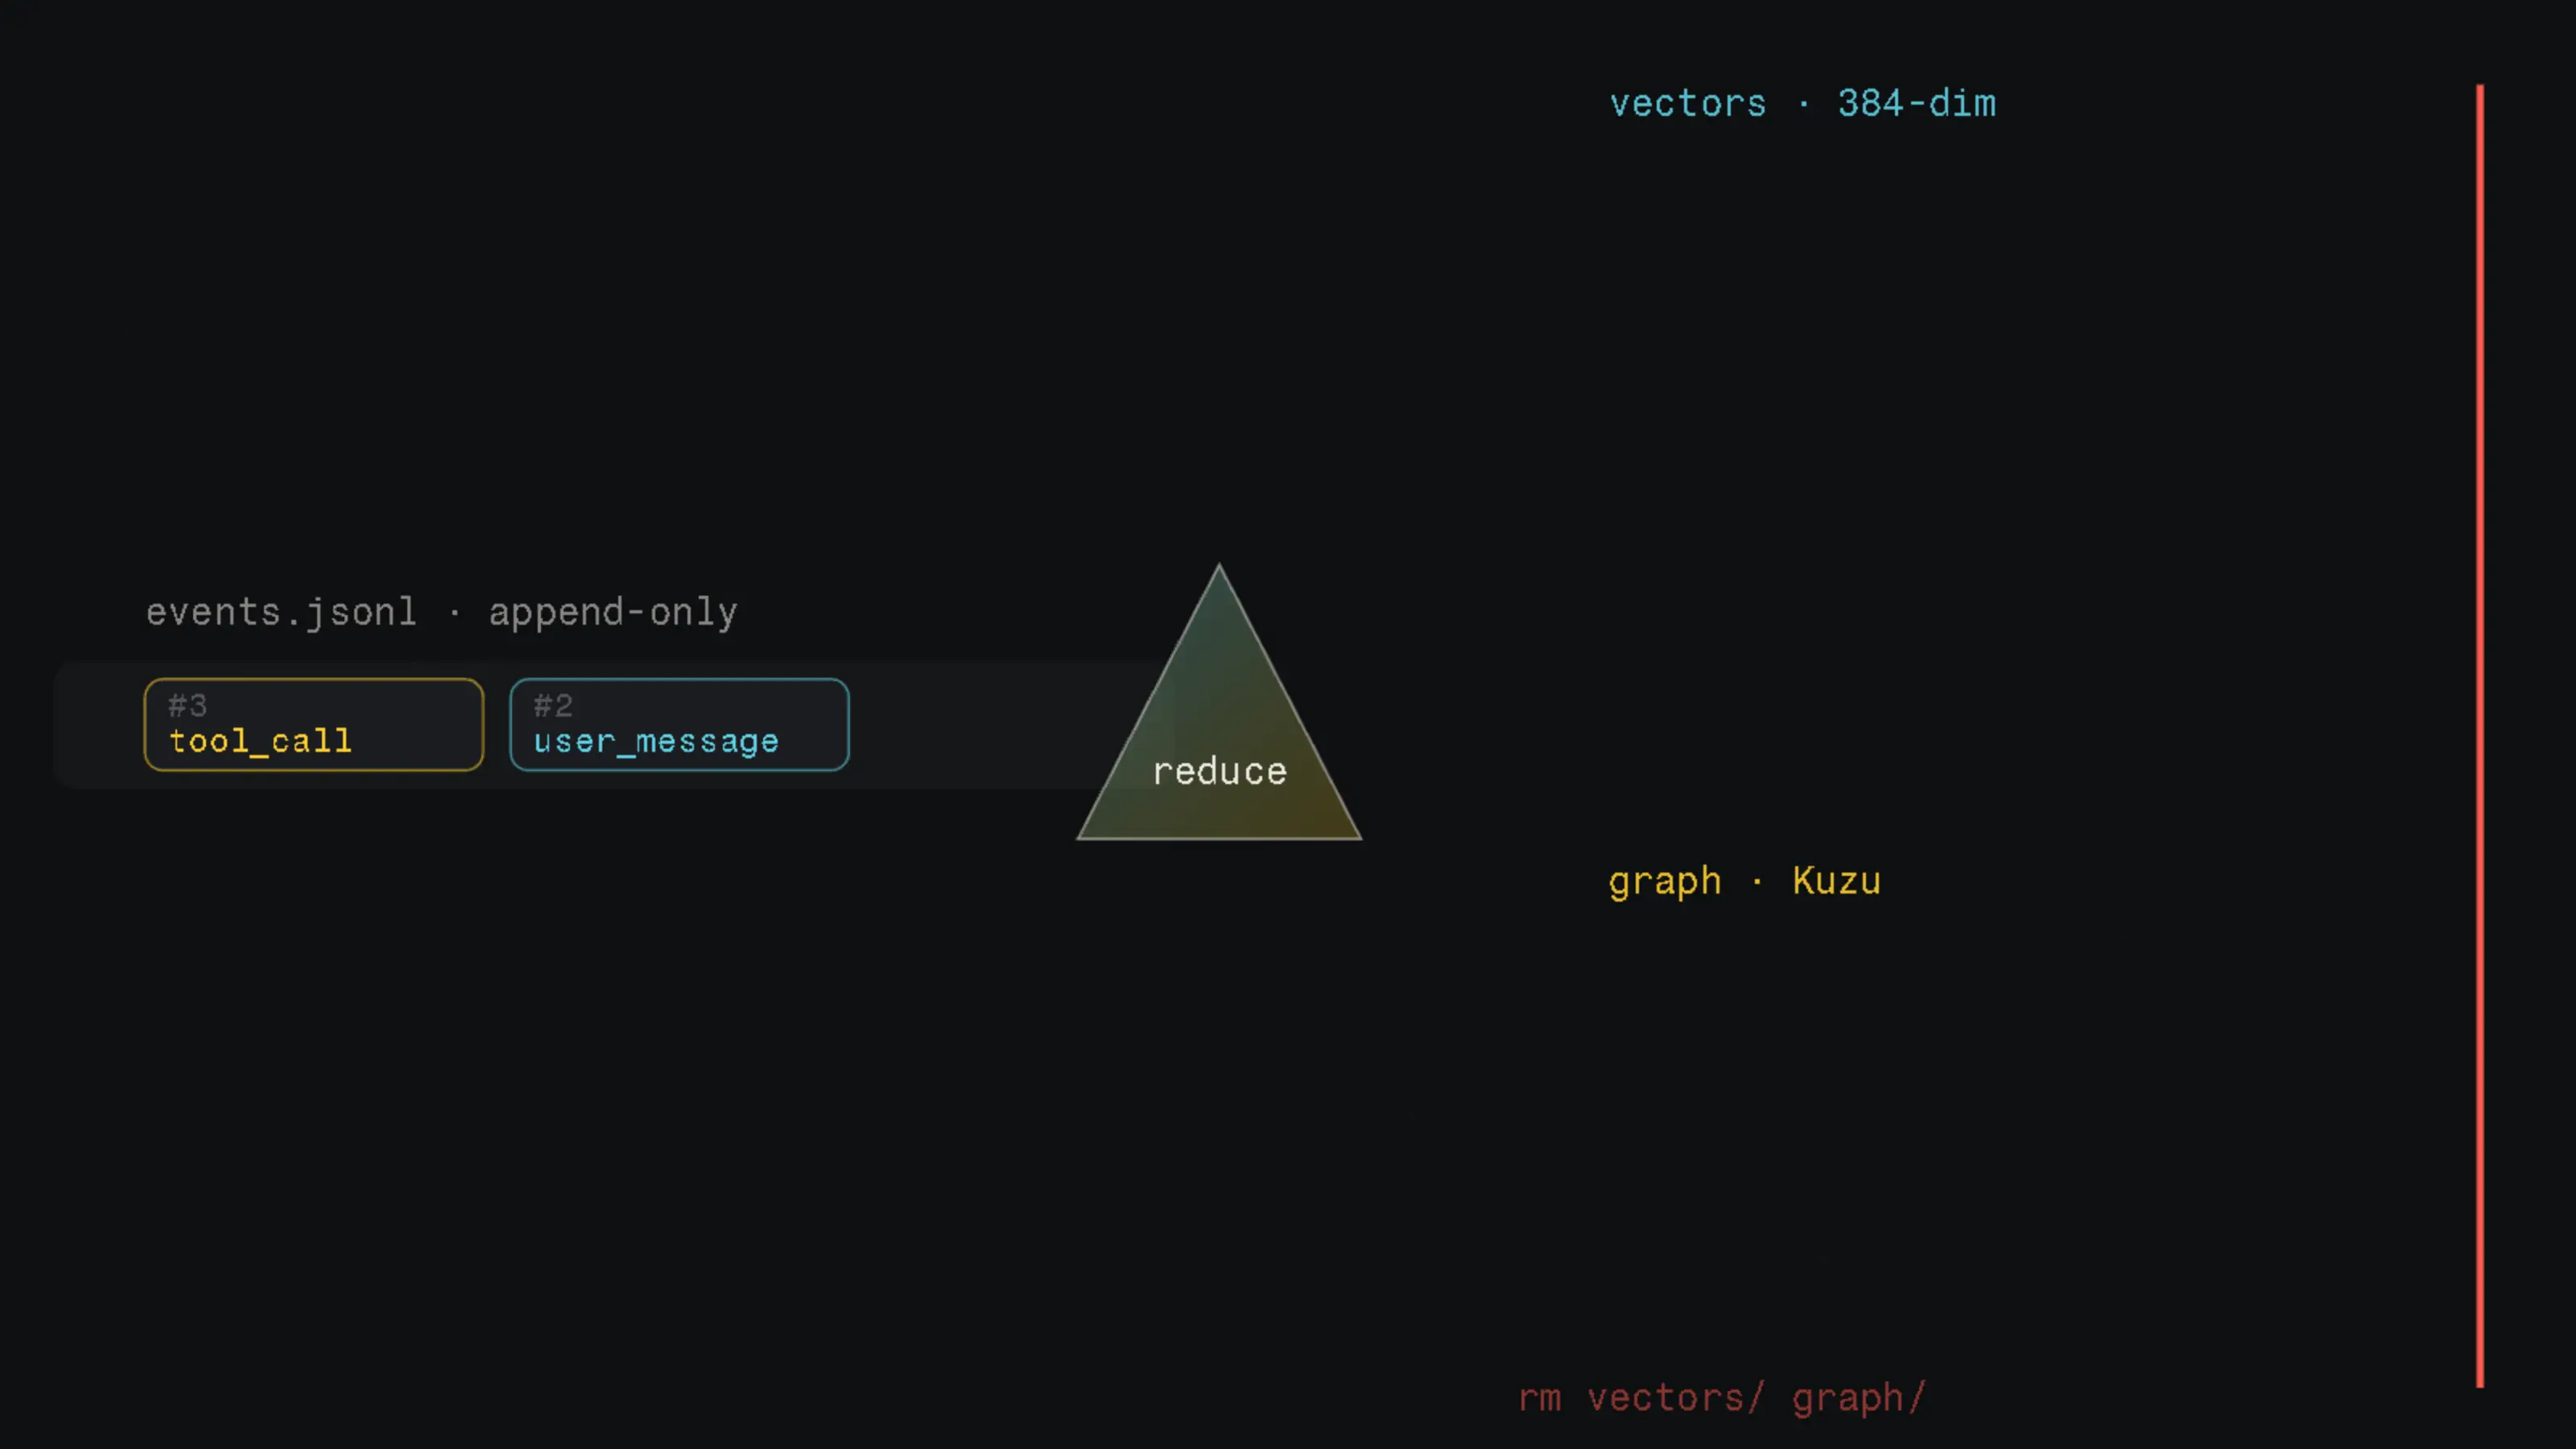 vectors · 384-dim
events.jsonl · append-only
#3
tool_call
#2
user_message
reduce
graph · Kuzu
rm vectors/ graph/